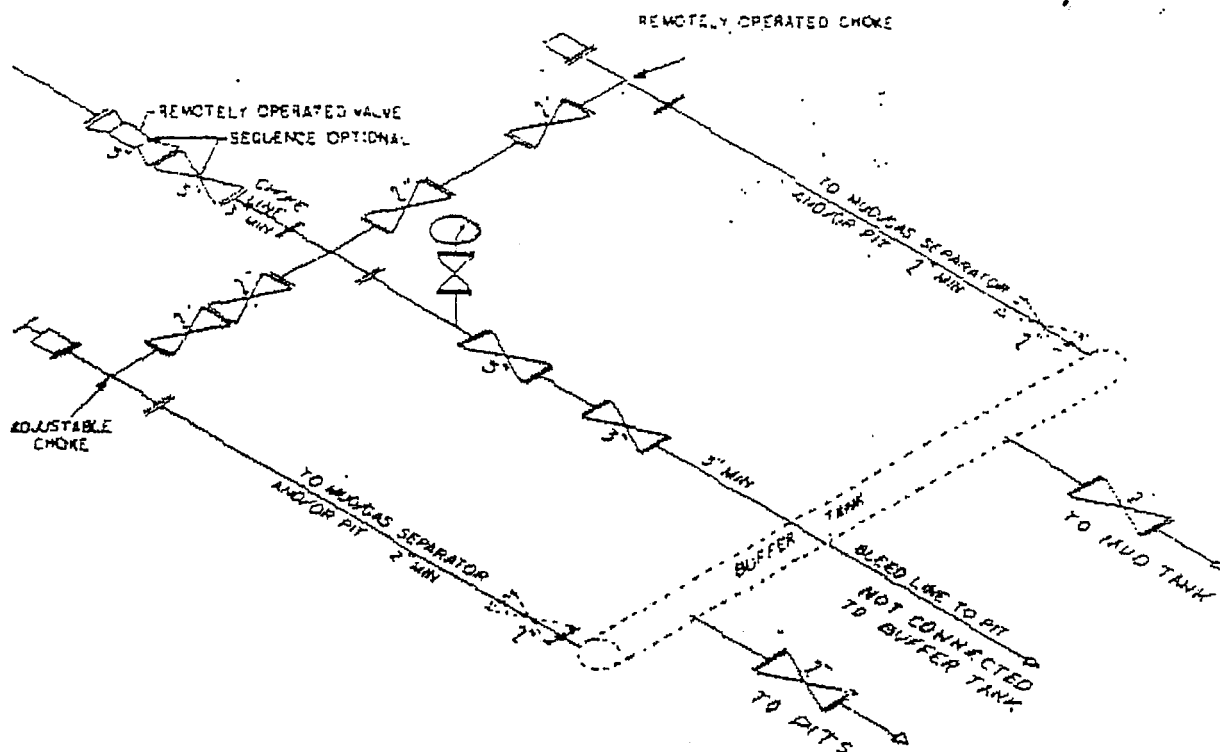 REMOTELY OPERATED CHOKE
REMOTELY OPERATED VALVE
SEQUENCE OPTIONAL
3"
3"
CHOKE
LINE
3" MIN
2"
2"
2"
2"
TO MUD/GAS SEPARATOR
AND/OR PIT 2" MIN
2"
ADJUSTABLE
CHOKE
3"
3"
3" MIN
TO MUD/GAS SEPARATOR
AND/OR PIT 2" MIN
2"
BUFFER TANK
2"
TO MUD TANK
BLEED LINE TO PIT
NOT CONNECTED
TO BUFFER TANK
2"
TO PITS